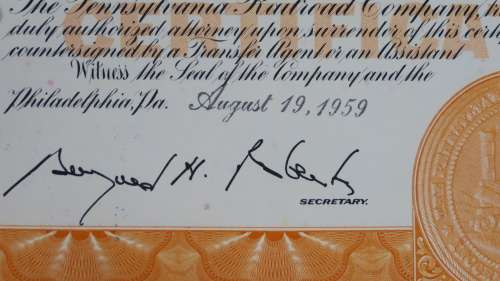 The Pennsylvania Railroad Company, 
duly authorized attorney upon surrender of this
countersigned by a Transfer Agent or an Assistant
Witness the Seal of the Company and the
Philadelphia, Pa. August 19, 1959
H.
SECRETARY.